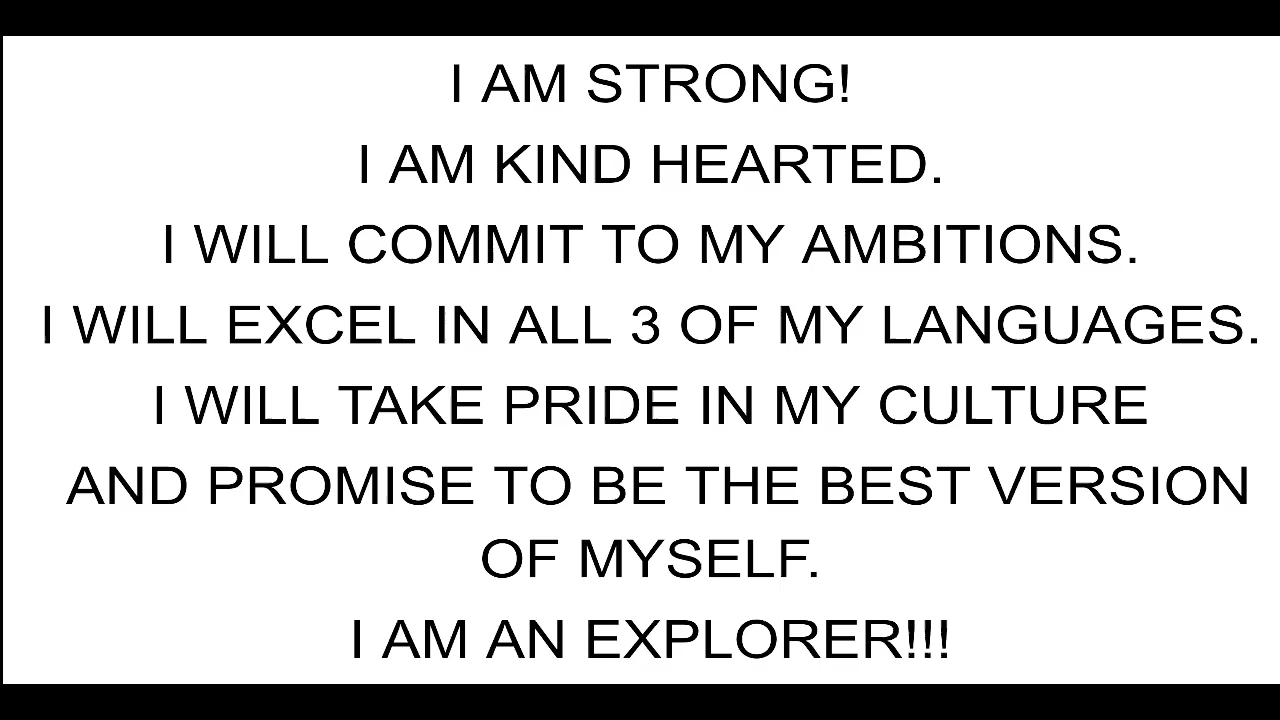 I AM STRONG!
I AM KIND HEARTED.
I WILL COMMIT TO MY AMBITIONS.
I WILL EXCEL IN ALL 3 OF MY LANGUAGES.
I WILL TAKE PRIDE IN MY CULTURE
AND PROMISE TO BE THE BEST VERSION
OF MYSELF.
I AM AN EXPLORER!!!